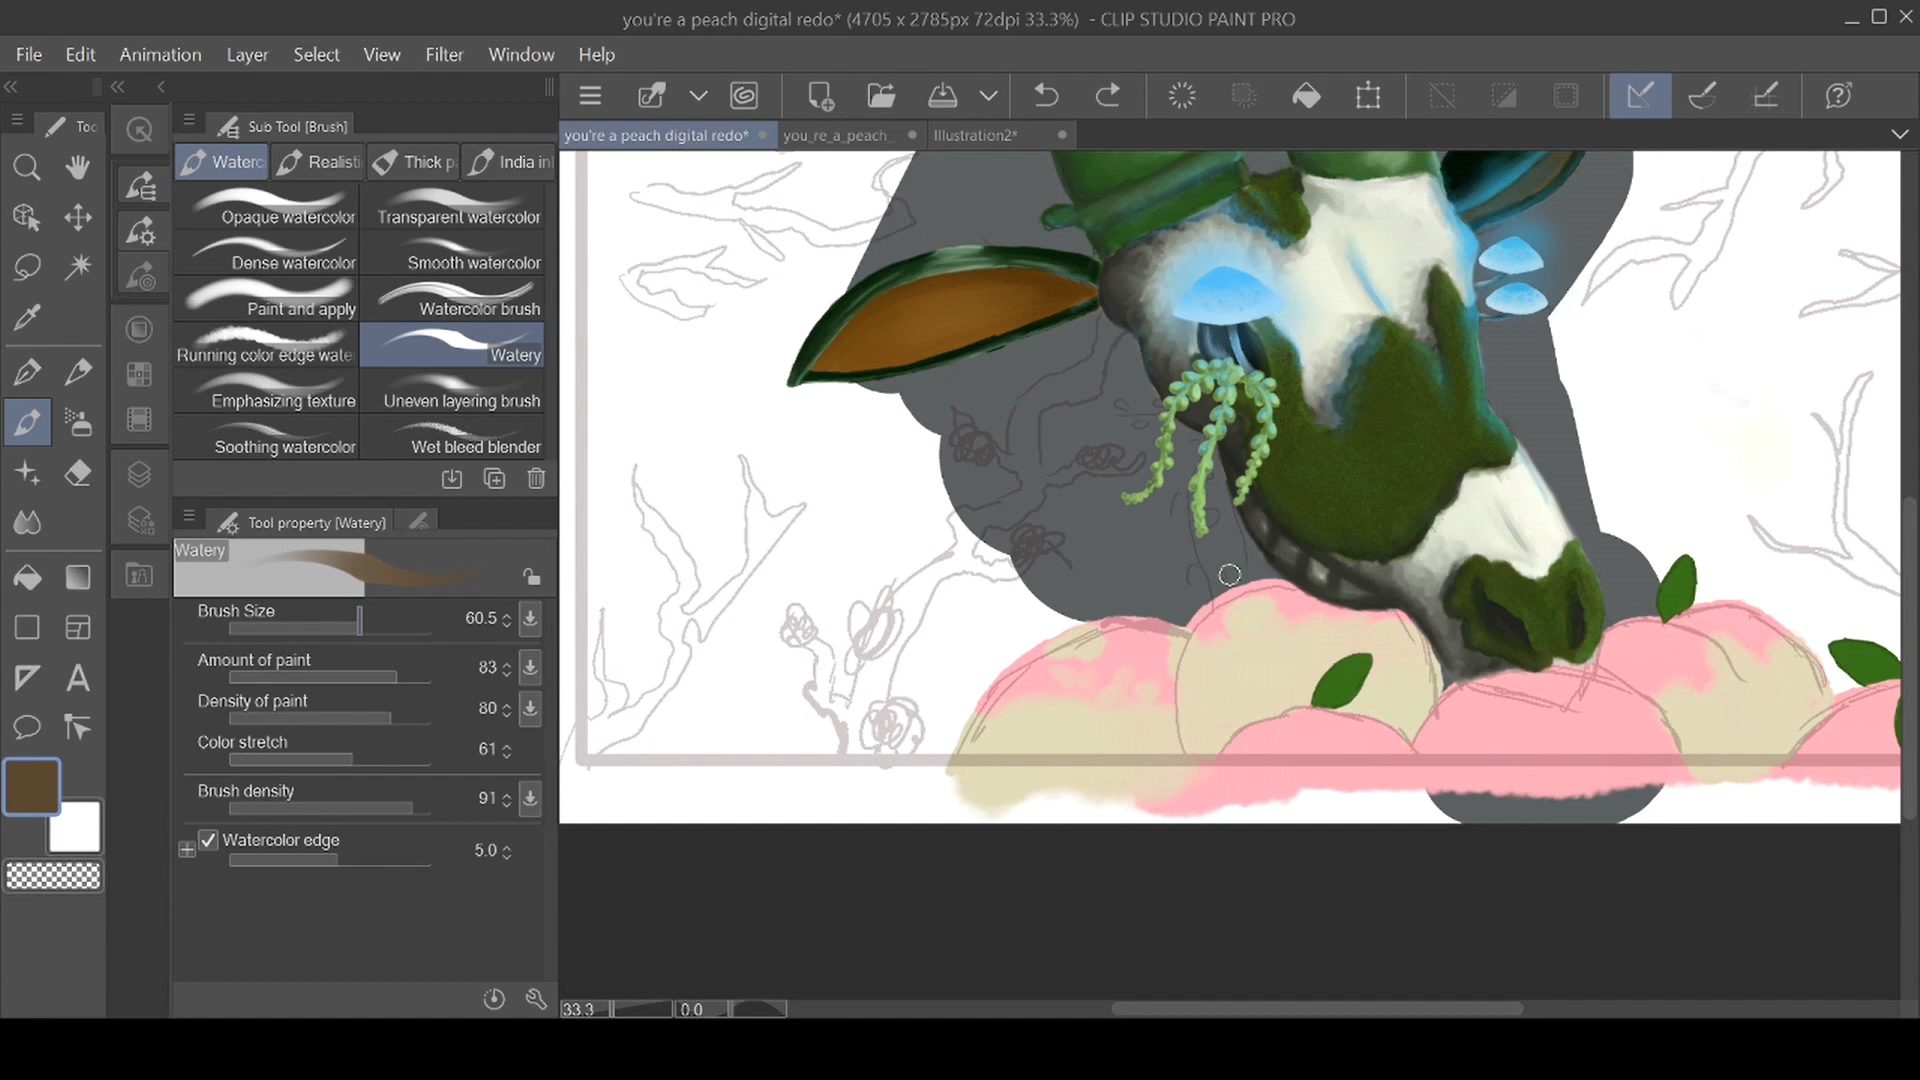 you're a peach digital redo* (4705 x 2785px 72dpi 33.3%) - CLIP STUDIO PAINT PRO
File Edit Animation Layer Select View Filter Window Help
Too Sub Tool [Brush]
you're a peach digital redo* you_re_a_peach_ Illustration2*
Waterc Realisti Thick p India in
Opaque watercolor Transparent watercolor
Dense watercolor Smooth watercolor
Paint and apply Watercolor brush
Running color edge wate Watery
Emphasizing texture Uneven layering brush
Soothing watercolor Wet bleed blender
Tool property [Watery]
Watery
Brush Size 60.5
Amount of paint 83
Density of paint 80
Color stretch 61
Brush density 91
Watercolor edge 5.0
33.3 0.0